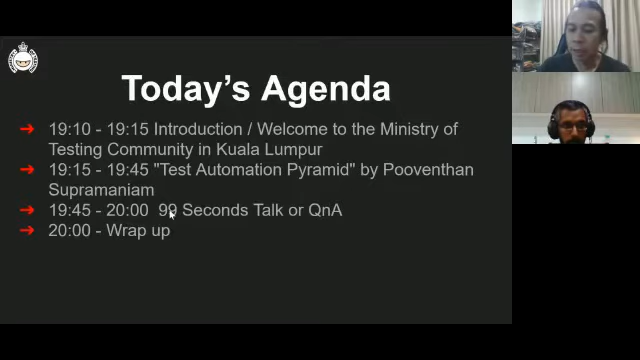 Today's Agenda
➔ 19:10 - 19:15 Introduction / Welcome to the Ministry of
Testing Community in Kuala Lumpur
➔ 19:15 - 19:45 "Test Automation Pyramid" by Pooventhan
Supramaniam
➔ 19:45 - 20:00 99 Seconds Talk or QnA
➔ 20:00 - Wrap up